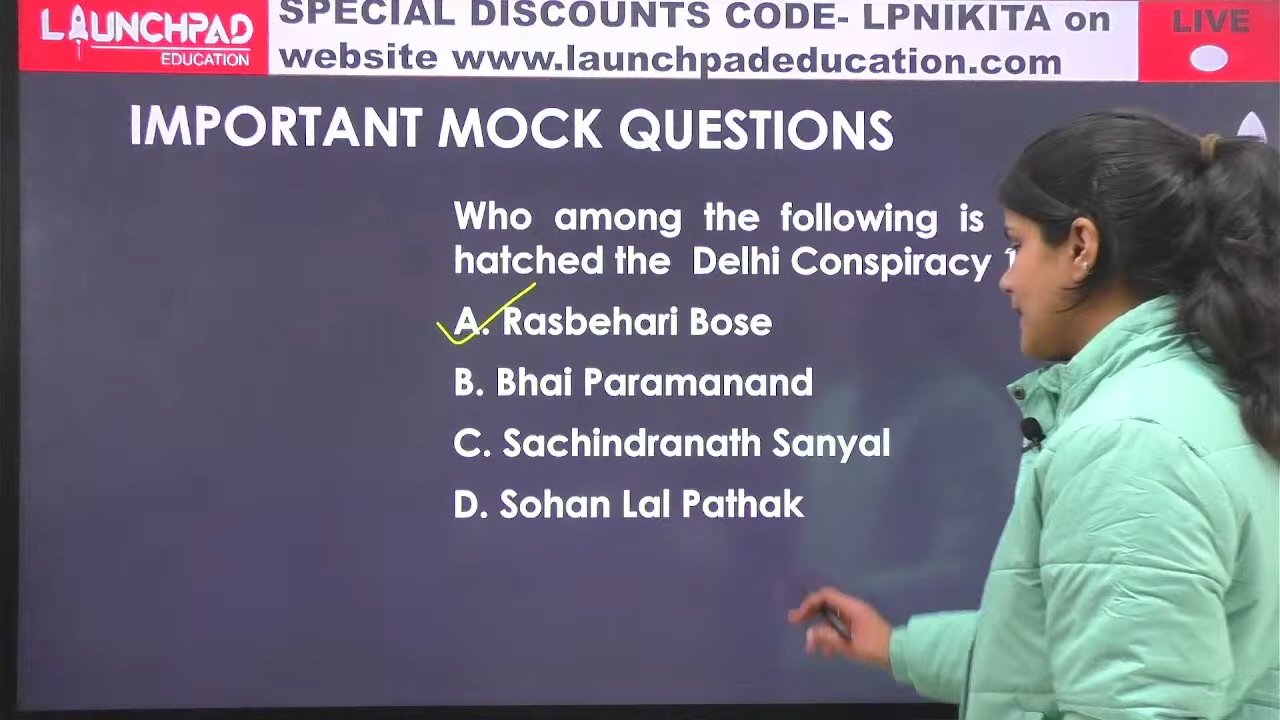 LAUNCHPAD
EDUCATION
SPECIAL DISCOUNTS CODE- LPNIKITA on
website www.launchpadeducation.com
LIVE
IMPORTANT MOCK QUESTIONS
Who among the following is
hatched the Delhi Conspiracy
A. Rasbehari Bose
B. Bhai Paramanand
C. Sachindranath Sanyal
D. Sohan Lal Pathak